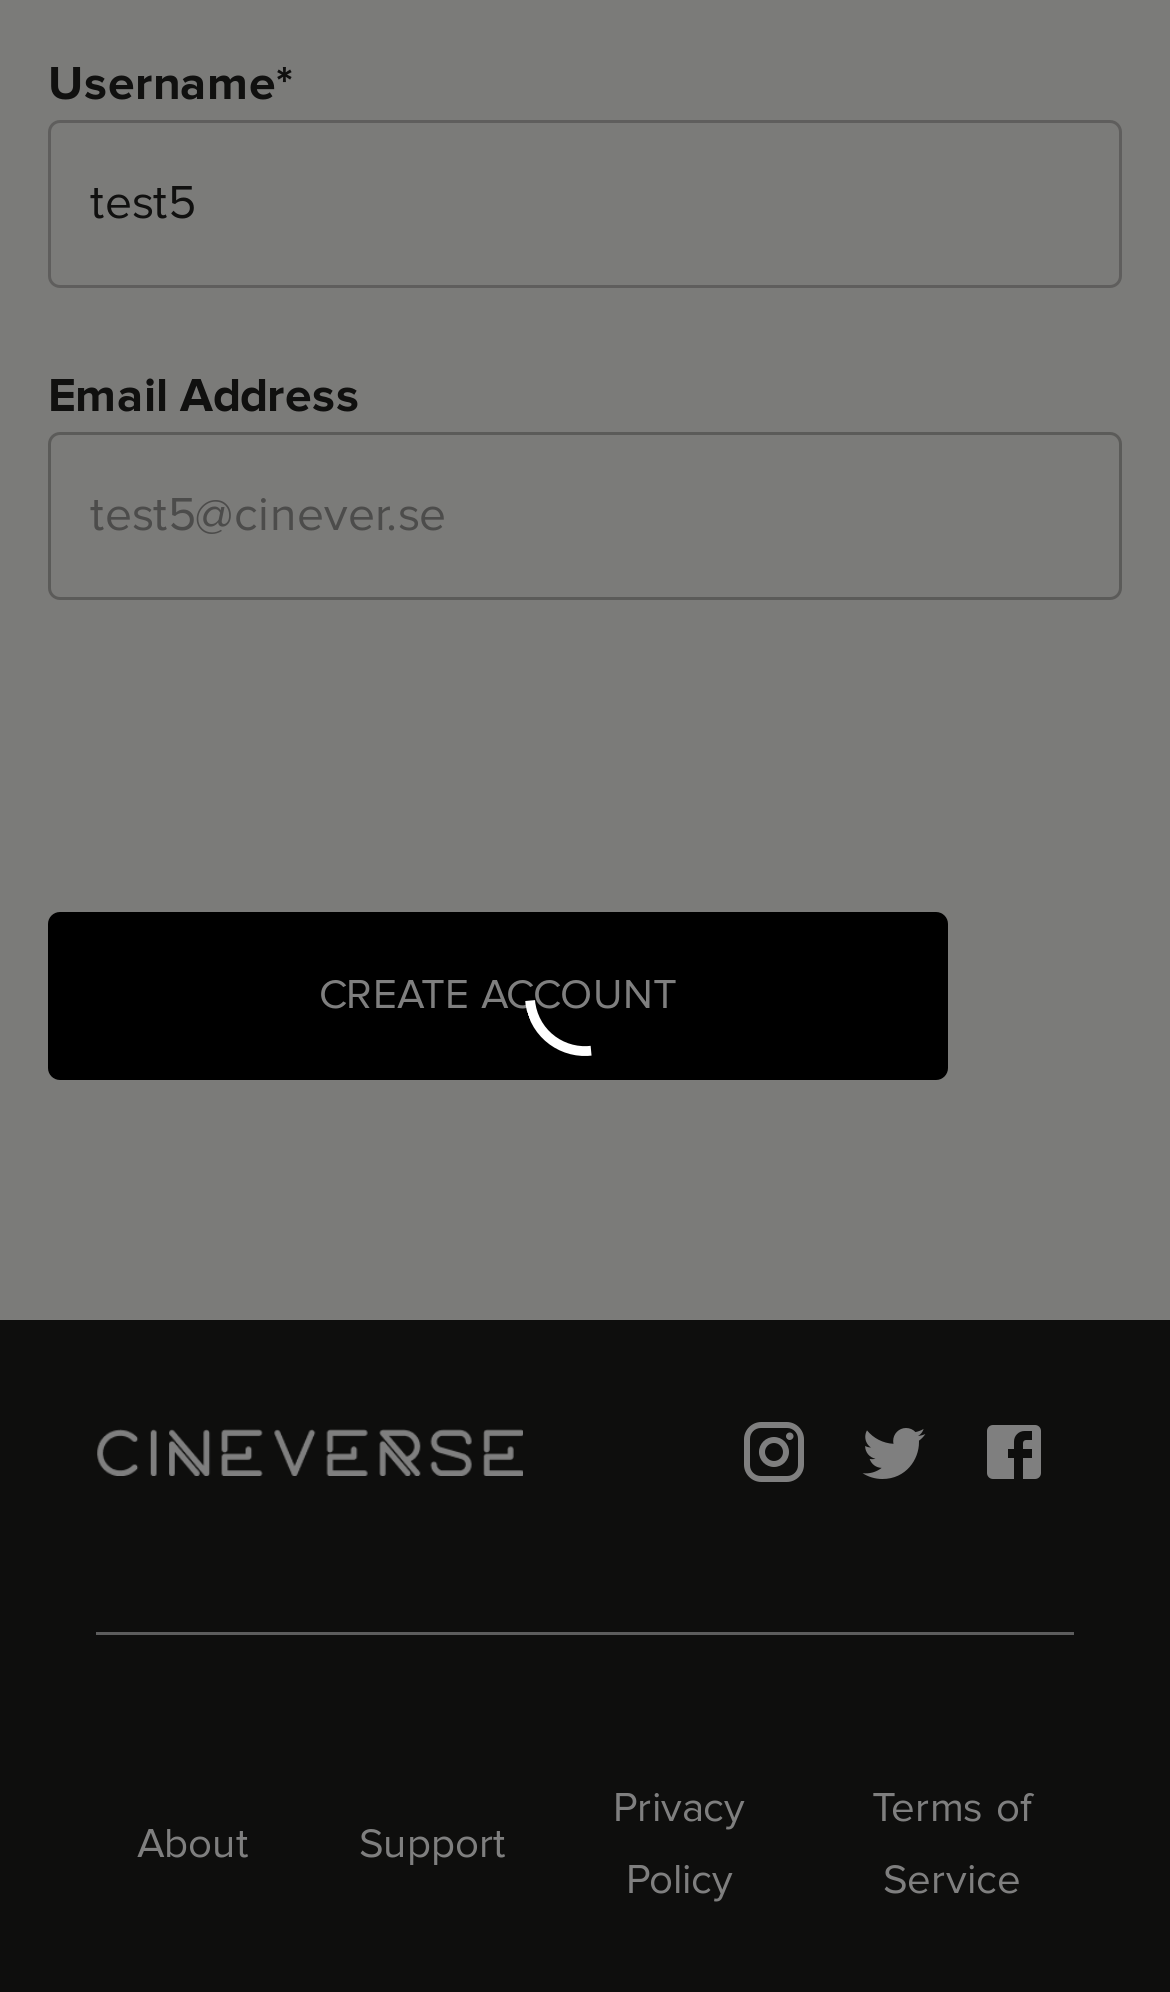 Username*
test5
Email Address
test5@cinever.se
CREATE ACCOUNT
CINEVERSE
About
Support
Privacy
Policy
Terms of
Service